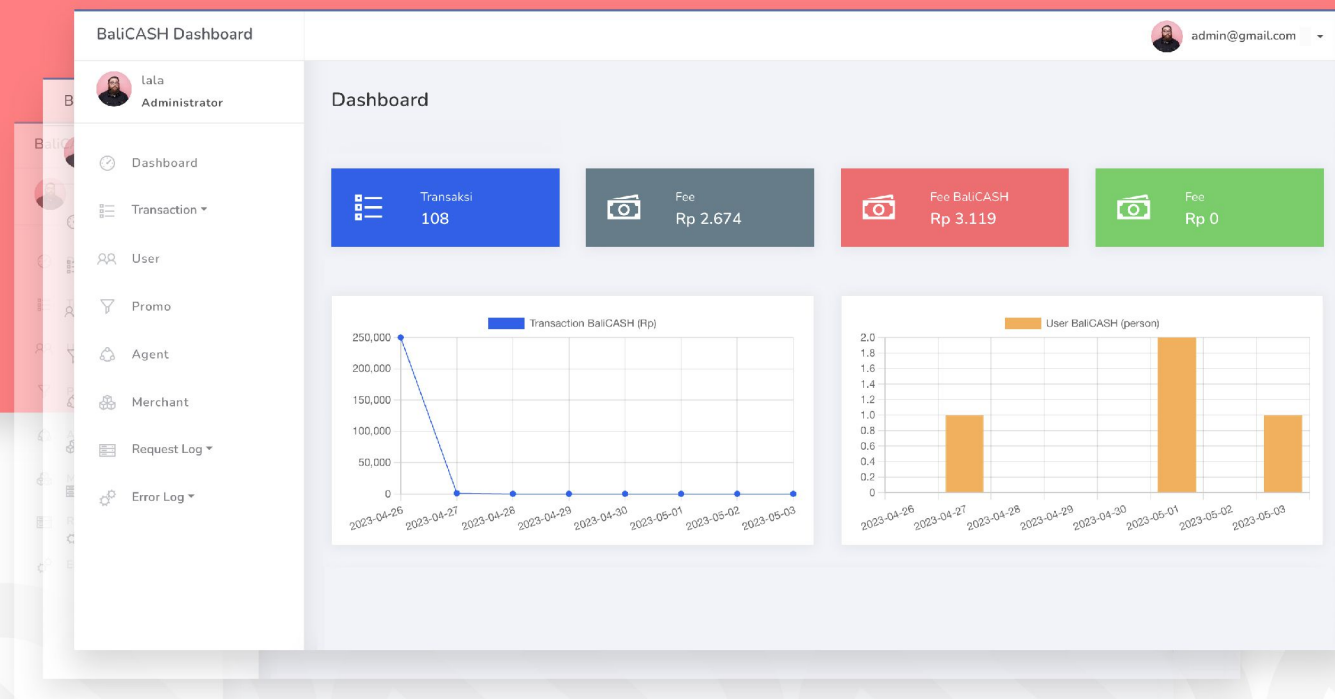 BaliCASH Dashboard
admin@gmail.com
lala
Administrator
Dashboard
Transaction
User
Promo
Agent
Merchant
Request Log
Error Log
Dashboard
Transaksi
108
Fee
Rp 2.674
Fee BaliCASH
Rp 3.119
Fee
Rp 0
Transaction BaliCASH (Rp)
250,000
200,000
150,000
100,000
50,000
0
2023-04-26 2023-04-27 2023-04-28 2023-04-29 2023-04-30 2023-05-01 2023-05-02 2023-05-03
User BaliCASH (person)
2.0
1.8
1.6
1.4
1.2
1.0
0.8
0.6
0.4
0.2
0
2023-04-26 2023-04-27 2023-04-28 2023-04-29 2023-04-30 2023-05-01 2023-05-02 2023-05-03